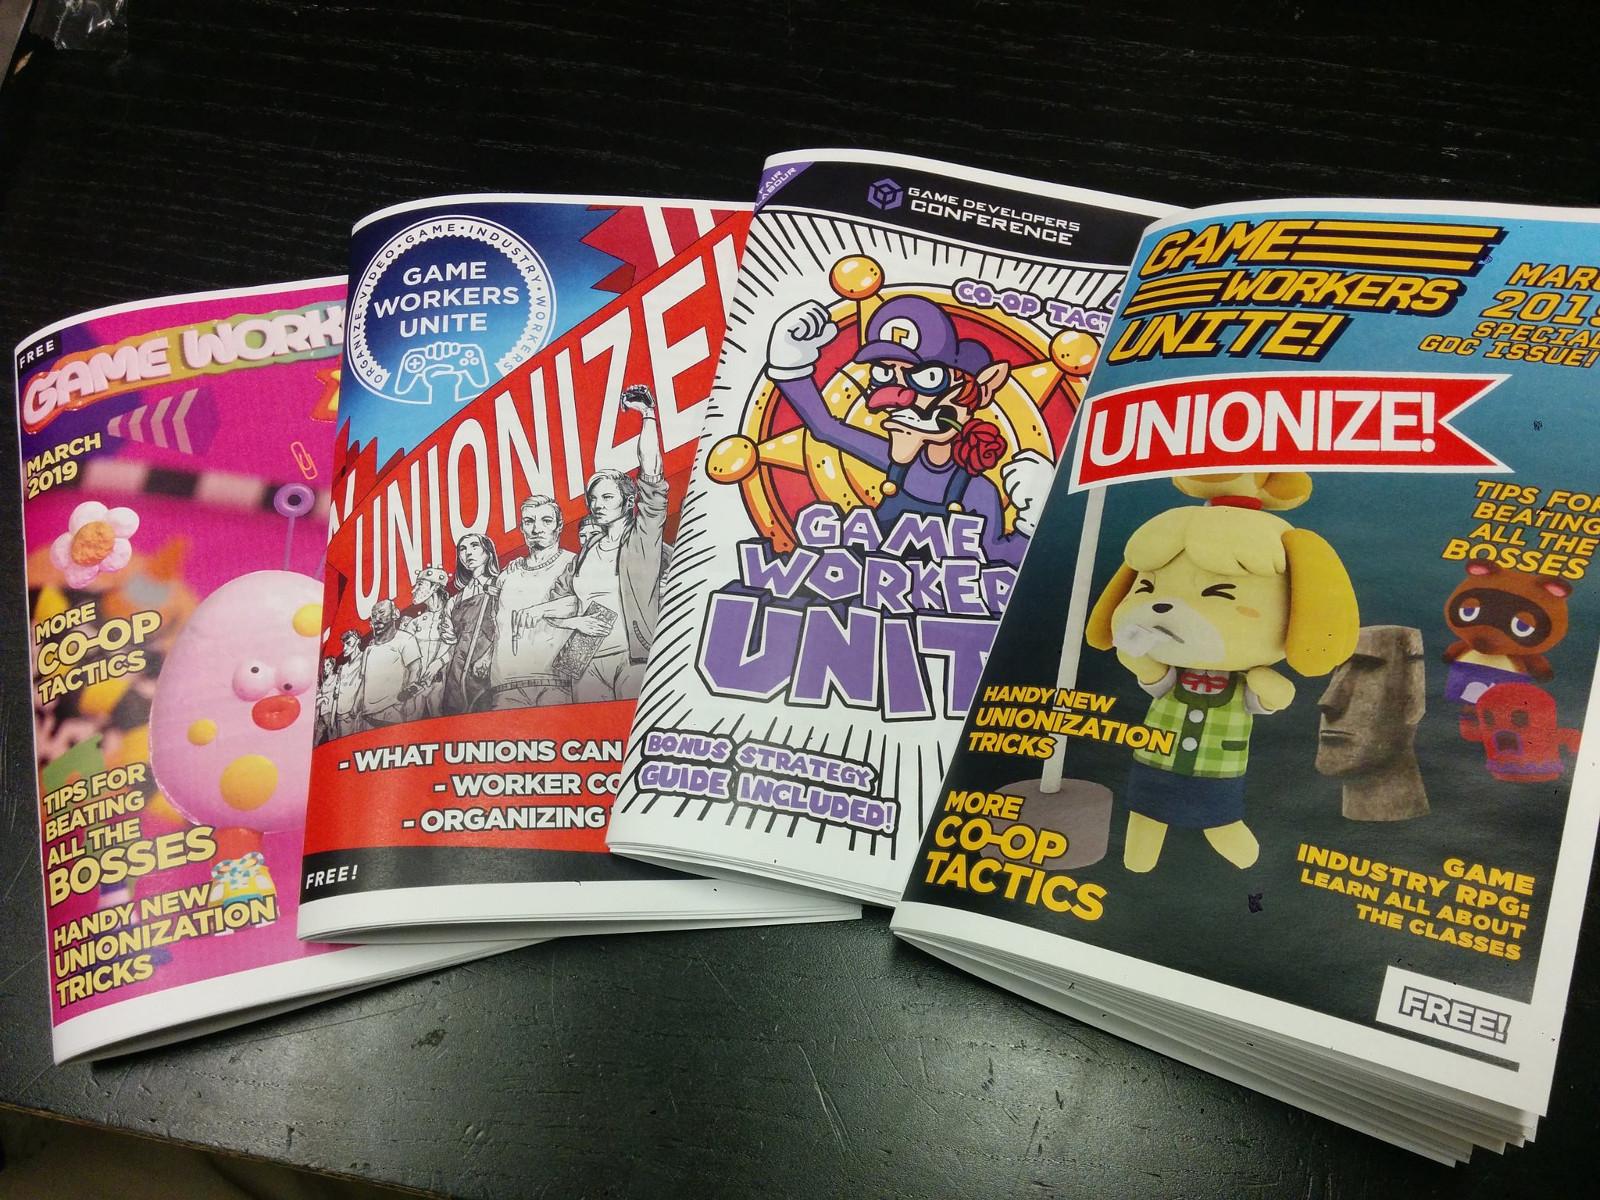 FREE
GAME WORK
MARCH
2019
MORE
CO-OP
TACTICS
TIPS FOR
BEATING
ALL THE
BOSSES
HANDY NEW
UNIONIZATION
TRICKS
ORGANIZE • VIDEO • GAME • INDUSTRY • WORKERS
GAME
WORKERS
UNITE
UNIONIZE!
- WHAT UNIONS CAN
- WORKER CO
- ORGANIZING
FREE!
FAIR
LABOUR
GAME DEVELOPERS
CONFERENCE
CO-OP TACT
GAME
WORKER
UNIT
BONUS STRATEGY
GUIDE INCLUDED!
GAME
WORKERS
UNITE!
MARC
2019
SPECIAL
GDC ISSUE!
UNIONIZE!
TIPS FOR
BEATING
ALL THE
BOSSES
HANDY NEW
UNIONIZATION
TRICKS
MORE
CO-OP
TACTICS
GAME
INDUSTRY RPG:
LEARN ALL ABOUT
THE CLASSES
FREE!